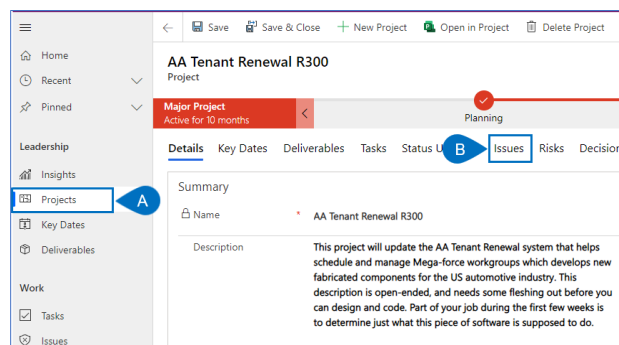 Save
Save & Close
New Project
Open in Project
Delete Project
Home
Recent
Pinned
Leadership
Insights
Projects
A
Key Dates
Deliverables
Work
Tasks
Issues
AA Tenant Renewal R300
Project
Major Project
Active for 10 months
Planning
Details Key Dates Deliverables Tasks Status U B Issues Risks Decision
Summary
Name * AA Tenant Renewal R300
Description
This project will update the AA Tenant Renewal system that helps
schedule and manage Mega-force workgroups which develops new
fabricated components for the US automotive industry. This
description is open-ended, and needs some fleshing out before you
can design and code. Part of your job during the first few weeks is
to determine just what this piece of software is supposed to do.